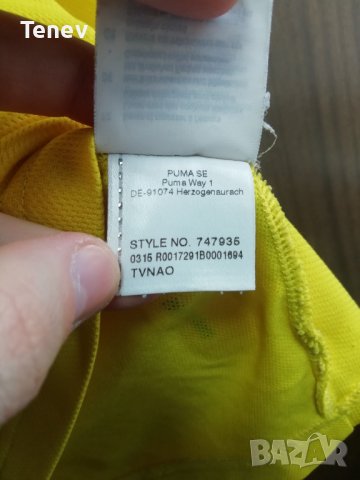 Tenev
PUMA SE
Puma Way 1
DE-91074 Herzogenaurach
STYLE NO. 747935
0315 R0017291B0001694
TVNAO
BAZAR